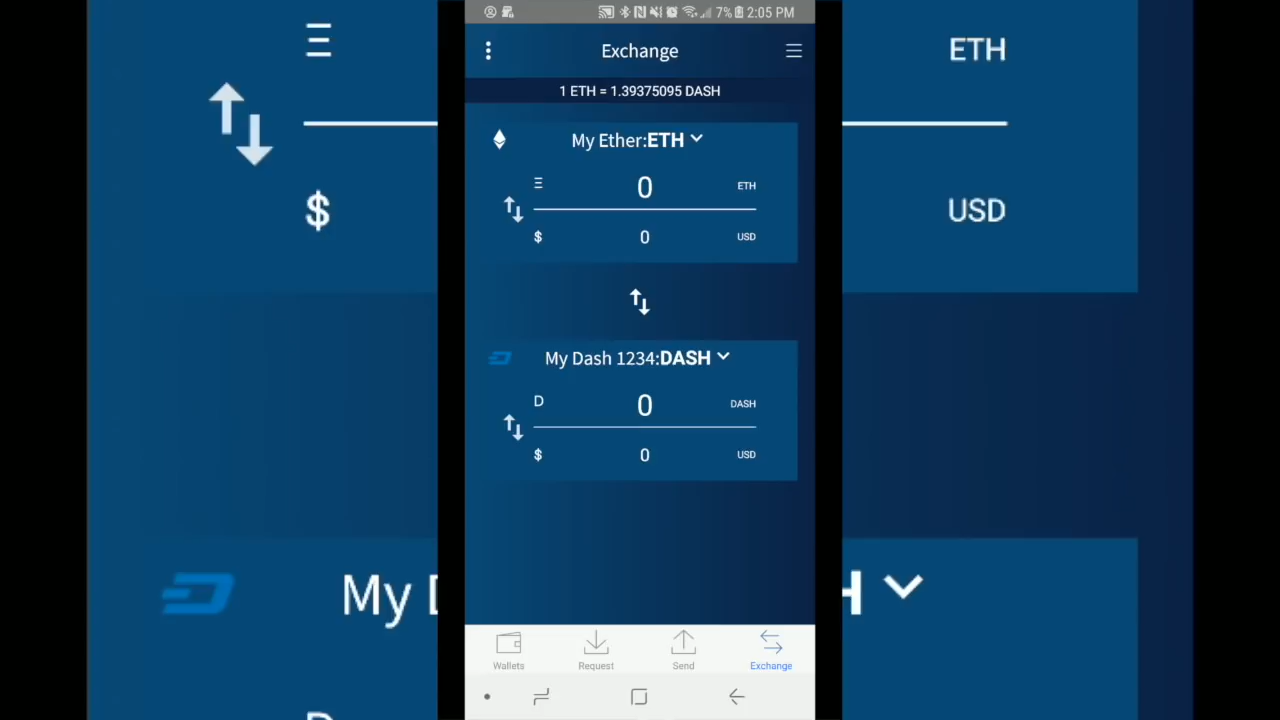 7% 2:05 PM
Exchange
1 ETH = 1.39375095 DASH
My Ether:ETH
Ξ 0 ETH
$ 0 USD
My Dash 1234:DASH
D 0 DASH
$ 0 USD
Wallets Request Send Exchange
Ξ ETH
$ USD
My D H
D